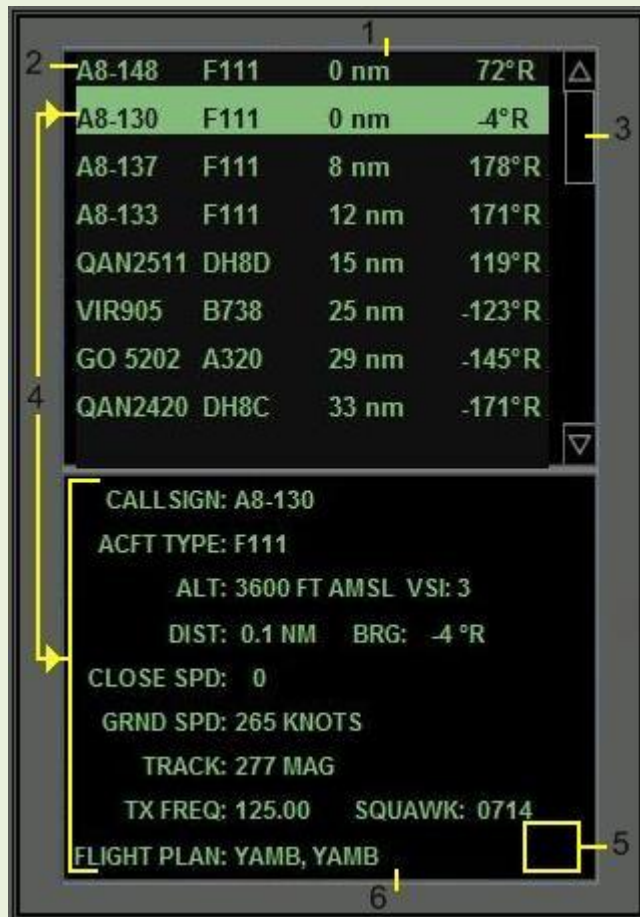 1
2 A8-148 F111 0 nm 72°R
A8-130 F111 0 nm -4°R
3
A8-137 F111 8 nm 178°R
A8-133 F111 12 nm 171°R
QAN2511 DH8D 15 nm 119°R
VIR905 B738 25 nm -123°R
GO 5202 A320 29 nm -145°R
4
QAN2420 DH8C 33 nm -171°R
CALLSIGN: A8-130
ACFT TYPE: F111
ALT: 3600 FT AMSL VSI: 3
DIST: 0.1 NM BRG: -4 °R
CLOSE SPD: 0
GRND SPD: 265 KNOTS
TRACK: 277 MAG
TX FREQ: 125.00 SQUAWK: 0714
5
FLIGHT PLAN: YAMB, YAMB
6